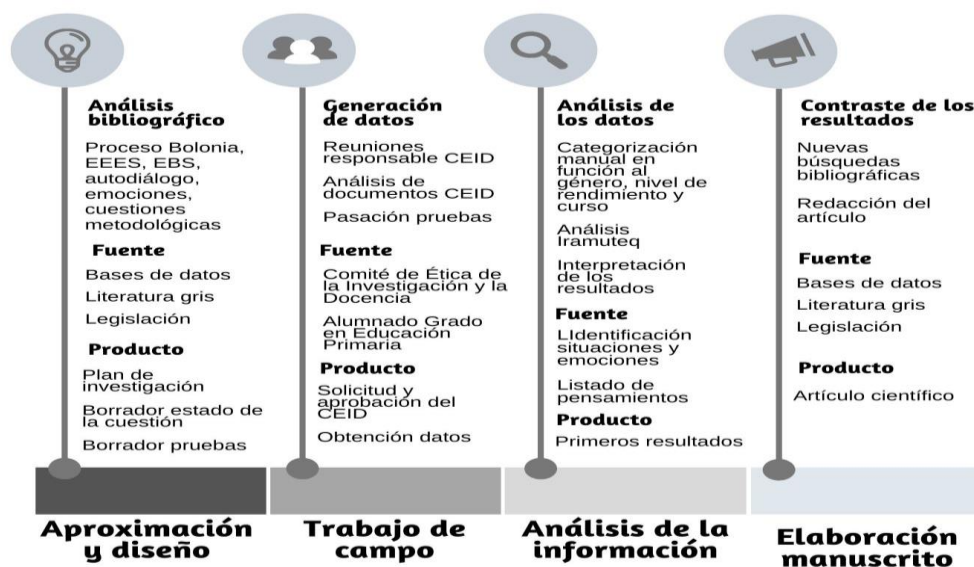 Análisis
bibliográfico
Proceso Bolonia,
EEES, EBS,
autodiálogo,
emociones,
cuestiones
metodológicas
Fuente
Bases de datos
Literatura gris
Legislación
Producto
Plan de
investigación
Borrador estado de
la cuestión
Borrador pruebas
Aproximación
y diseño
Generación
de datos
Reuniones
responsable CEID
Análisis de
documentos CEID
Pasación pruebas
Fuente
Comité de Ética de
la Investigación y la
Docencia
Alumnado Grado
en Educación
Primaria
Producto
Solicitud y
aprobación del
CEID
Obtención datos
Trabajo de
campo
Análisis de
los datos
Categorización
manual en
función al
género, nivel de
rendimiento y
curso
Análisis
Iramuteq
Interpretación
de los
resultados
Fuente
LIdentificación
situaciones y
emociones
Listado de
pensamientos
Producto
Primeros resultados
Análisis de la
información
Contraste de los
resultados
Nuevas
búsquedas
bibliográficas
Redacción del
artículo
Fuente
Bases de datos
Literatura gris
Legislación
Producto
Artículo científico
Elaboración
manuscrito